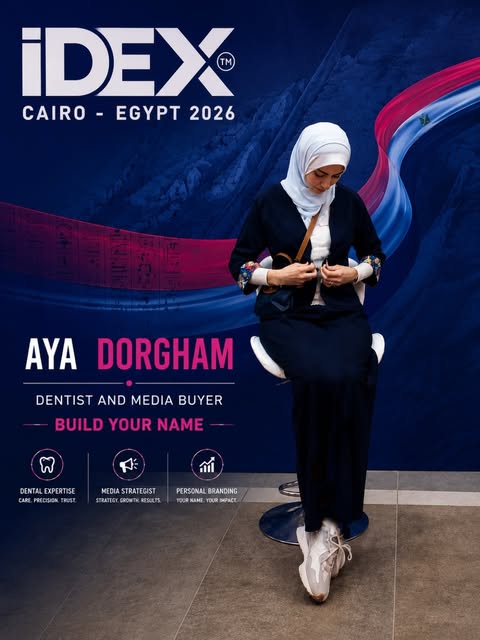 iDEX™
CAIRO - EGYPT 2026
AYA DORGHAM
DENTIST AND MEDIA BUYER
BUILD YOUR NAME
DENTAL EXPERTISE
CARE. PRECISION. TRUST.
MEDIA STRATEGIST
STRATEGY. GROWTH. RESULTS.
PERSONAL BRANDING
YOUR NAME. YOUR IMPACT.